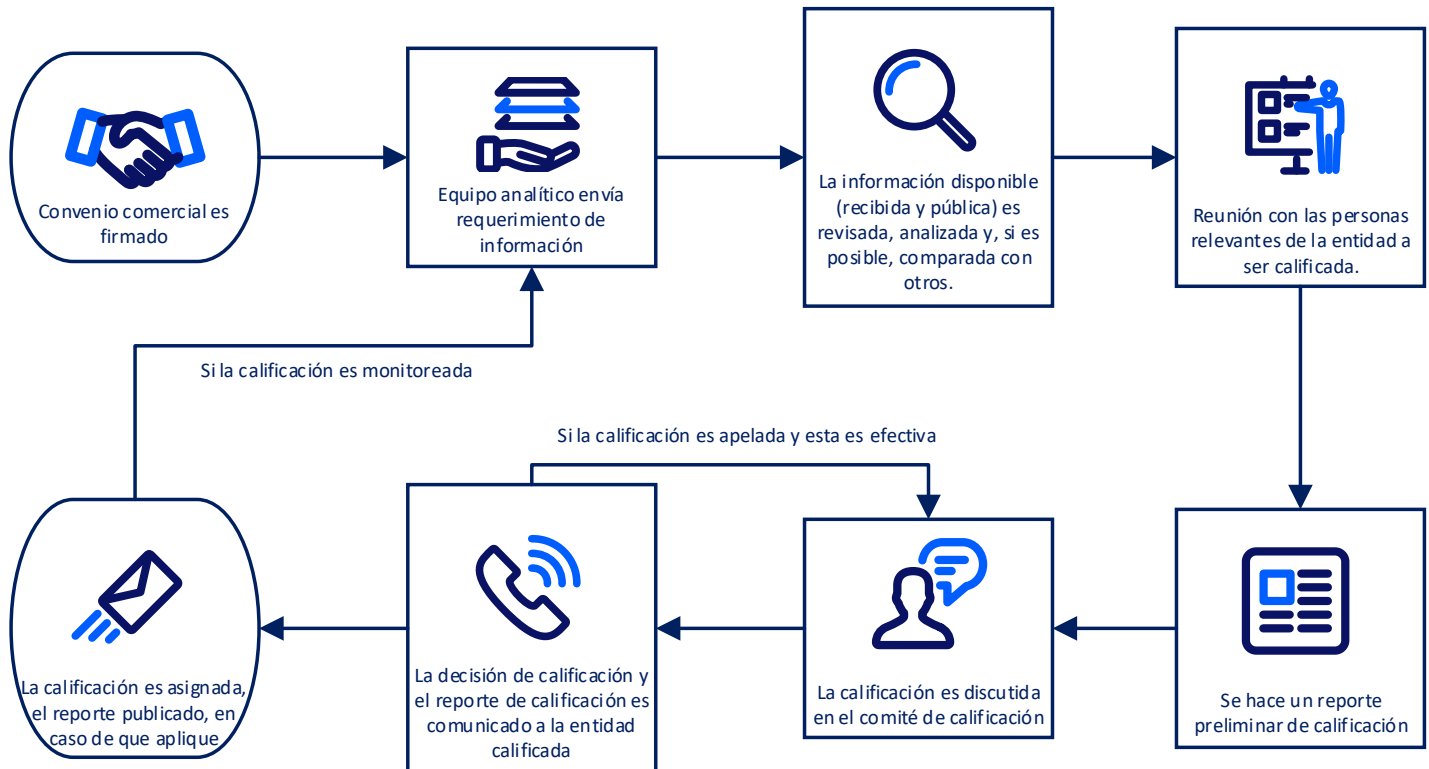 Convenio comercial es
firmado
Equipo analítico envía
requerimiento de
información
La información disponible
(recibida y pública) es
revisada, analizada y, si es
posible, comparada con
otros.
Reunión con las personas
relevantes de la entidad a
ser calificada.
Si la calificación es monitoreada
Si la calificación es apelada y esta es efectiva
La calificación es asignada,
el reporte publicado, en
caso de que aplique
La decisión de calificación y
el reporte de calificación es
comunicado a la entidad
calificada
La calificación es discutida
en el comité de calificación
Se hace un reporte
preliminar de calificación